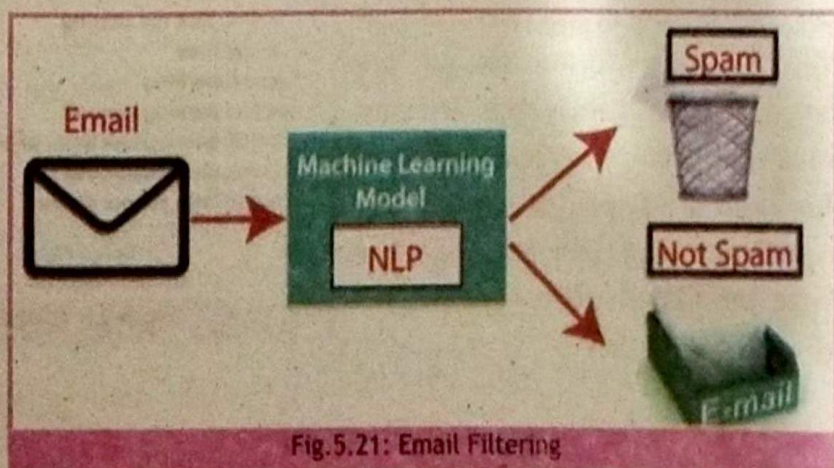 Email
Machine Learning
Model
NLP
Spam
Not Spam
E-mail
Fig.5.21: Email Filtering